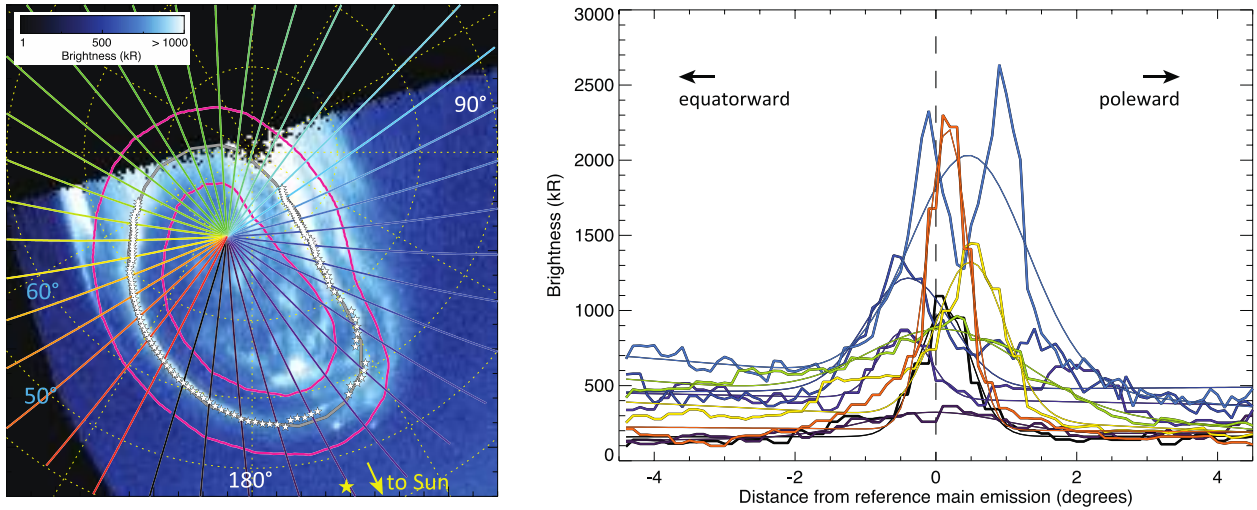 1 500 > 1000
Brightness (kR)
90°
60°
50°
180°
to Sun
3000
2500
2000
1500
1000
500
0
Brightness (kR)
equatorward
poleward
-4 -2 0 2 4
Distance from reference main emission (degrees)